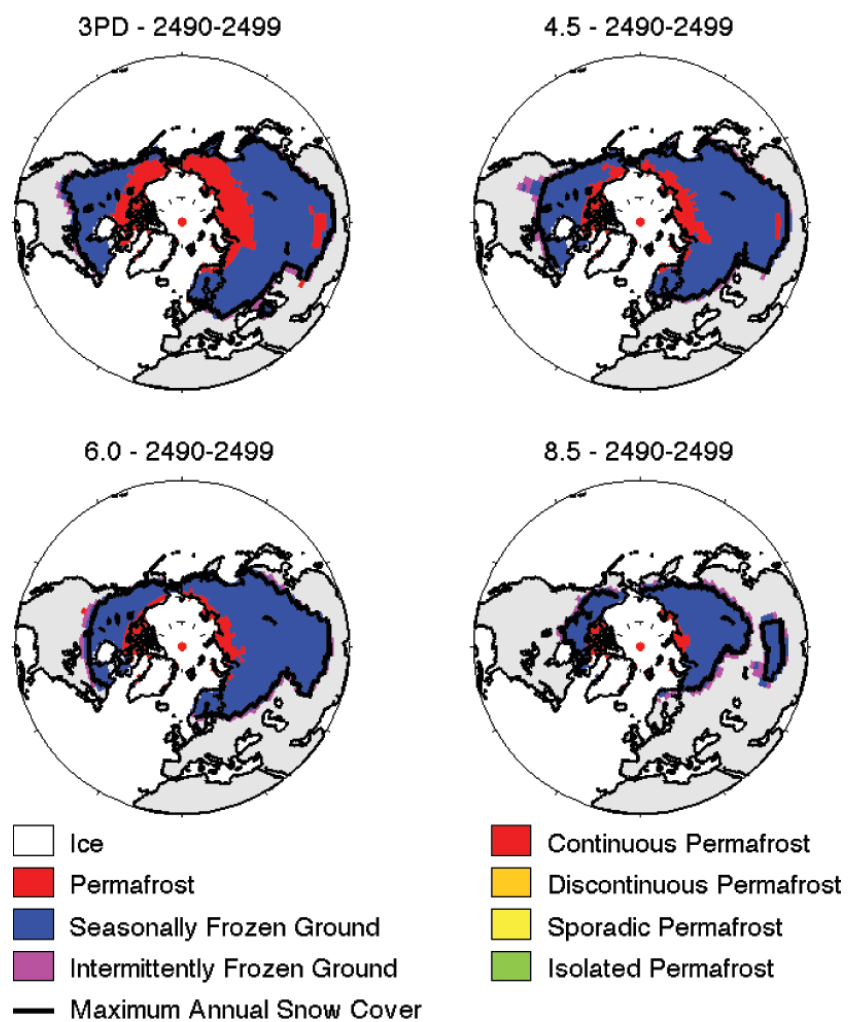 3PD - 2490-2499
4.5 - 2490-2499
6.0 - 2490-2499
8.5 - 2490-2499
Ice
Permafrost
Seasonally Frozen Ground
Intermittently Frozen Ground
Maximum Annual Snow Cover
Continuous Permafrost
Discontinuous Permafrost
Sporadic Permafrost
Isolated Permafrost